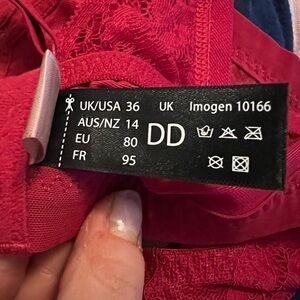 UK/USA 36 UK Imogen 10166
AUS/NZ 14 DD
EU 80
FR 95